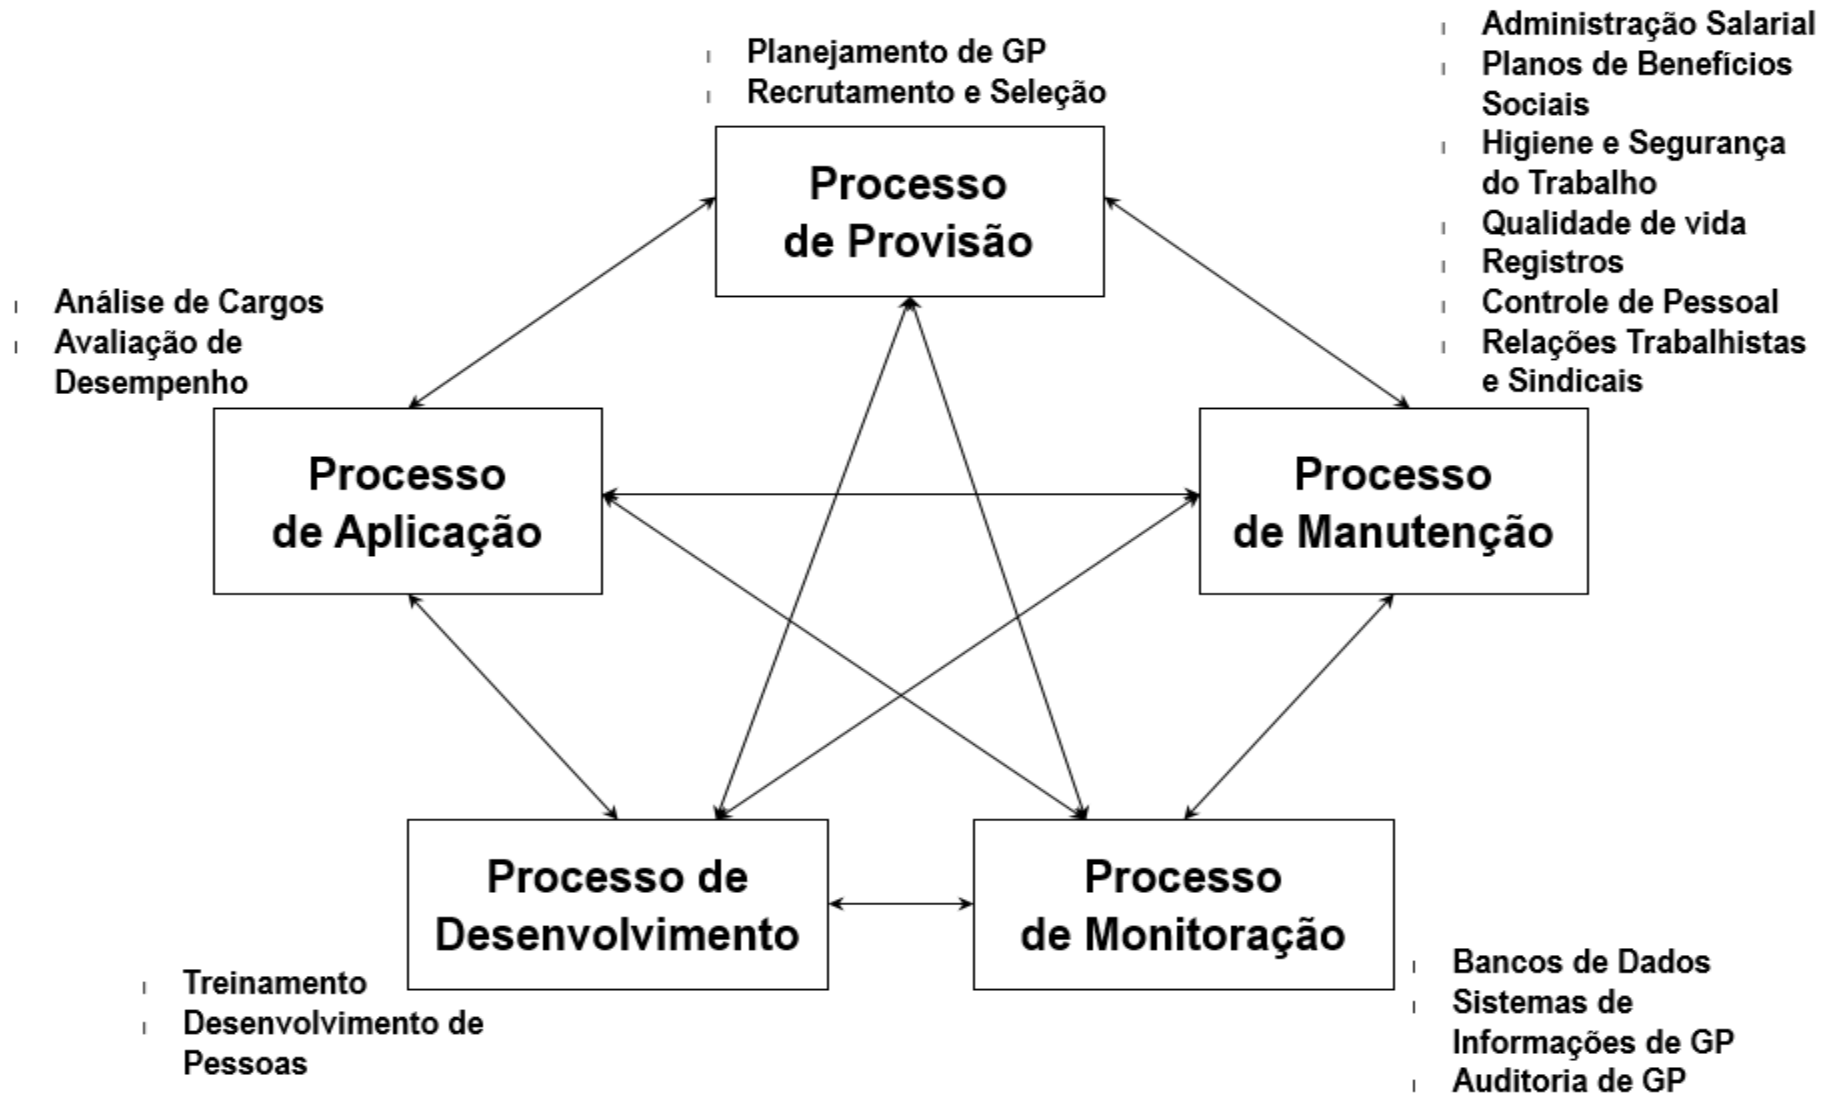 Planejamento de GP
Recrutamento e Seleção
Processo
de Provisão
Administração Salarial
Planos de Benefícios
Sociais
Higiene e Segurança
do Trabalho
Qualidade de vida
Registros
Controle de Pessoal
Relações Trabalhistas
e Sindicais
Análise de Cargos
Avaliação de
Desempenho
Processo
de Aplicação
Processo
de Manutenção
Processo de
Desenvolvimento
Processo
de Monitoração
Treinamento
Desenvolvimento de
Pessoas
Bancos de Dados
Sistemas de
Informações de GP
Auditoria de GP